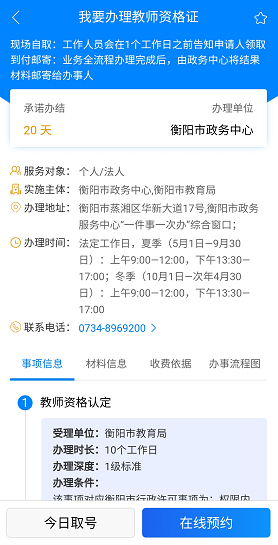 我要办理教师资格证
现场自取：工作人员会在1个工作日之前告知申请人领取
到付邮寄：业务全流程办理完成后，由政务中心将结果
材料邮寄给办事人
承诺办结 办理单位
20 天 衡阳市政务中心
服务对象： 个人/法人
实施主体： 衡阳市政务中心,衡阳市教育局
办理地址： 衡阳市蒸湘区华新大道17号,衡阳市政务
服务中心“一件事一次办”综合窗口；
办理时间： 法定工作日，夏季（5月1日—9月30
日）：上午9:00—12:00，下午13:30—
17:00；冬季（10月1日—次年4月30
日）：上午9:00—12:00，下午13:30—
17:00
联系电话： 0734-8969200 >
事项信息 材料信息 收费依据 办事流程图
1 教师资格认定
受理单位：衡阳市教育局
办理时长：10个工作日
办理深度：1级标准
办理条件：
该事项对应衡阳市行政许可事项为：权限内
今日取号 在线预约